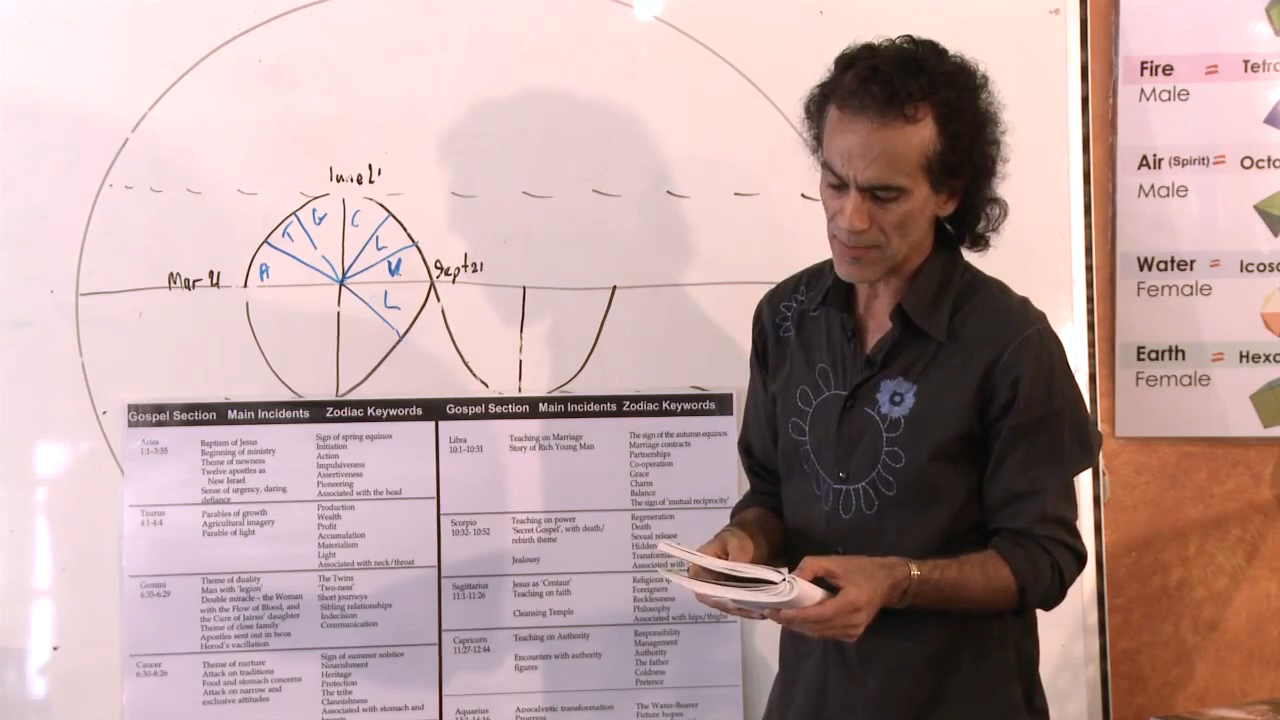 June 21
G
C
T
L
A
V
L
Mar 21
Sept 21
Gospel Section Main Incidents Zodiac Keywords
Aries
1:1-3:35
Baptism of Jesus
Beginning of ministry
Theme of newness
Twelve apostles as
New Israel
Sense of urgency, daring
defiance
Sign of spring equinox
Initiation
Action
Impulsiveness
Assertiveness
Pioneering
Associated with the head
Taurus
Parables of growth
Agricultural imagery
Parable of light
Production
Wealth
Profit
Accumulation
Materialism
Light
Associated with neck/throat
Gemini
Theme of duality
Man with 'legion'
Double miracle - the Woman
with the Flow of Blood, and
the Cure of Jairus' daughter
Theme of close family
Apostles sent out in twos
Herod's vacillation
The Twins
'Two-ness'
Short journeys
Sibling relationships
Indecision
Communication
Cancer
6:30-8:26
Theme of nurture
Attack on traditions
Food and stomach concerns
Attack on narrow and
exclusive attitudes
Sign of summer solstice
Nourishment
Heritage
Protection
The tribe
Clannishness
Associated with stomach and
Gospel Section Main Incidents Zodiac Keywords
Libra
10:1-10:31
Teaching on Marriage
Story of Rich Young Man
The sign of the autumn equinox
Marriage contracts
Partnerships
Co-operation
Grace
Charm
Balance
The sign of 'mutual reciprocity'
Scorpio
10:32- 10:52
Teaching on power
'Secret Gospel', with death/
rebirth theme
Jealousy
Regeneration
Death
Sexual release
Hidden
Associated with
Sagittarius
11:1-11:26
Jesus as 'Centaur'
Teaching on faith
Cleansing Temple
Religious
Foreigners
Recklessness
Philosophy
Associated with hips/thighs
Capricorn
11:27-12:44
Teaching on Authority
Encounters with authority
figures
Responsibility
Management
Authority
The father
Coldness
Pretence
Aquarius
Apocalyptic transformation
Progress
The Water-Bearer
Future hopes
Fire = Tetr
Male
Air (Spirit) = Octa
Male
Water = Icos
Female
Earth = Hexa
Female